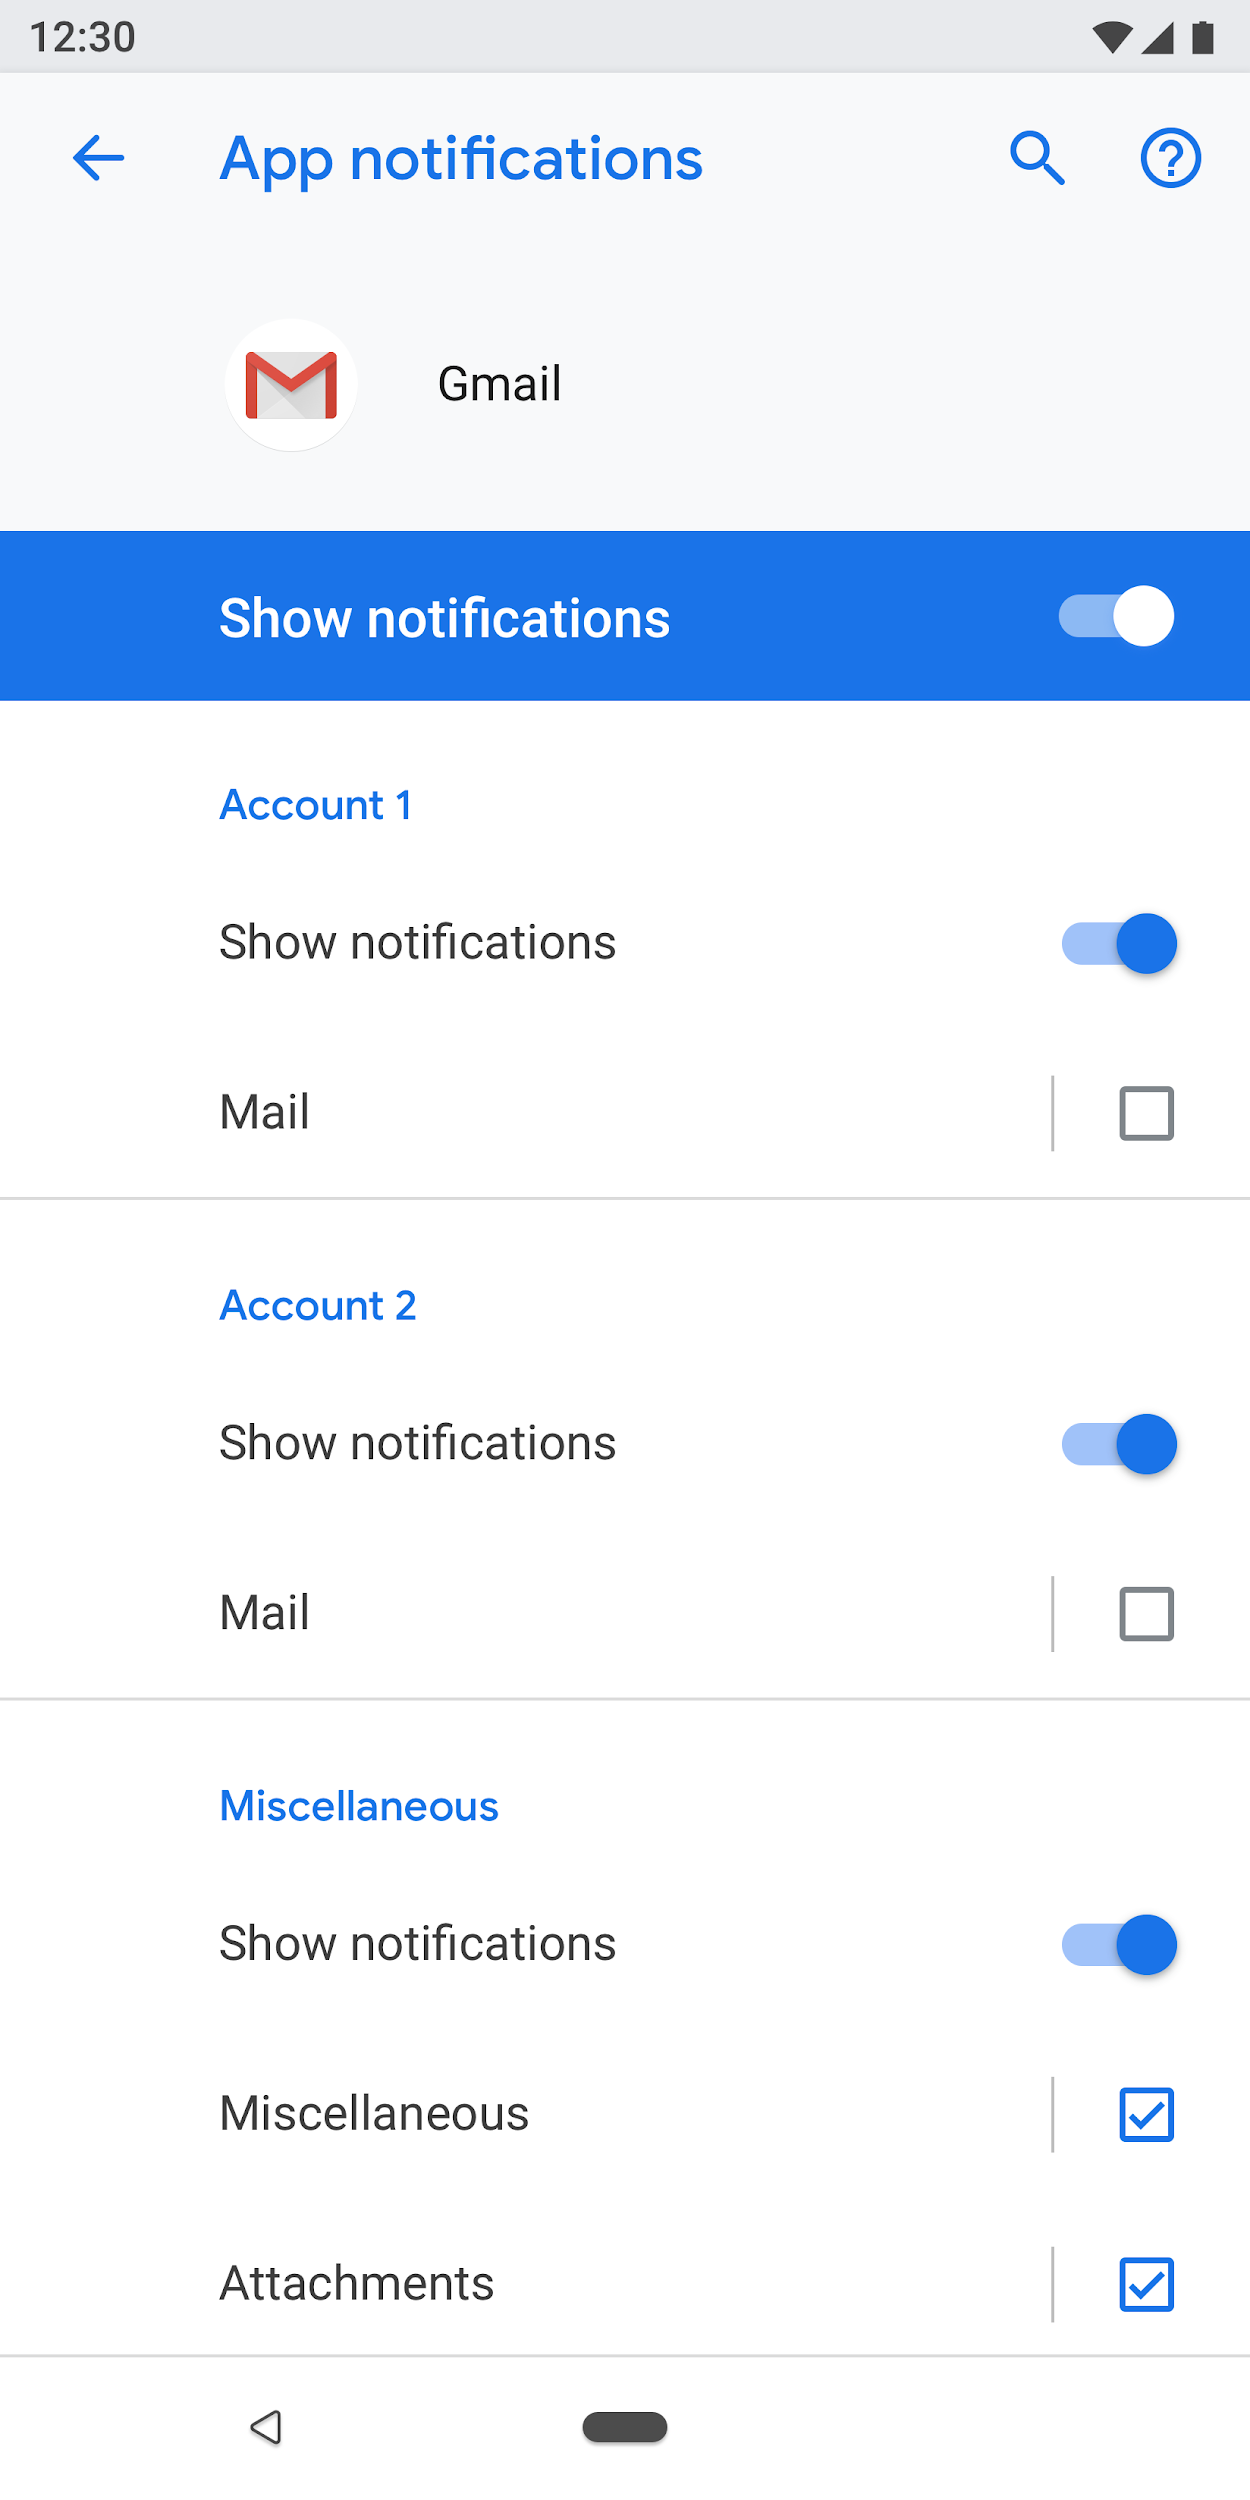 12:30
App notifications
Gmail
Show notifications
Account 1
Show notifications
Mail
Account 2
Show notifications
Mail
Miscellaneous
Show notifications
Miscellaneous
Attachments